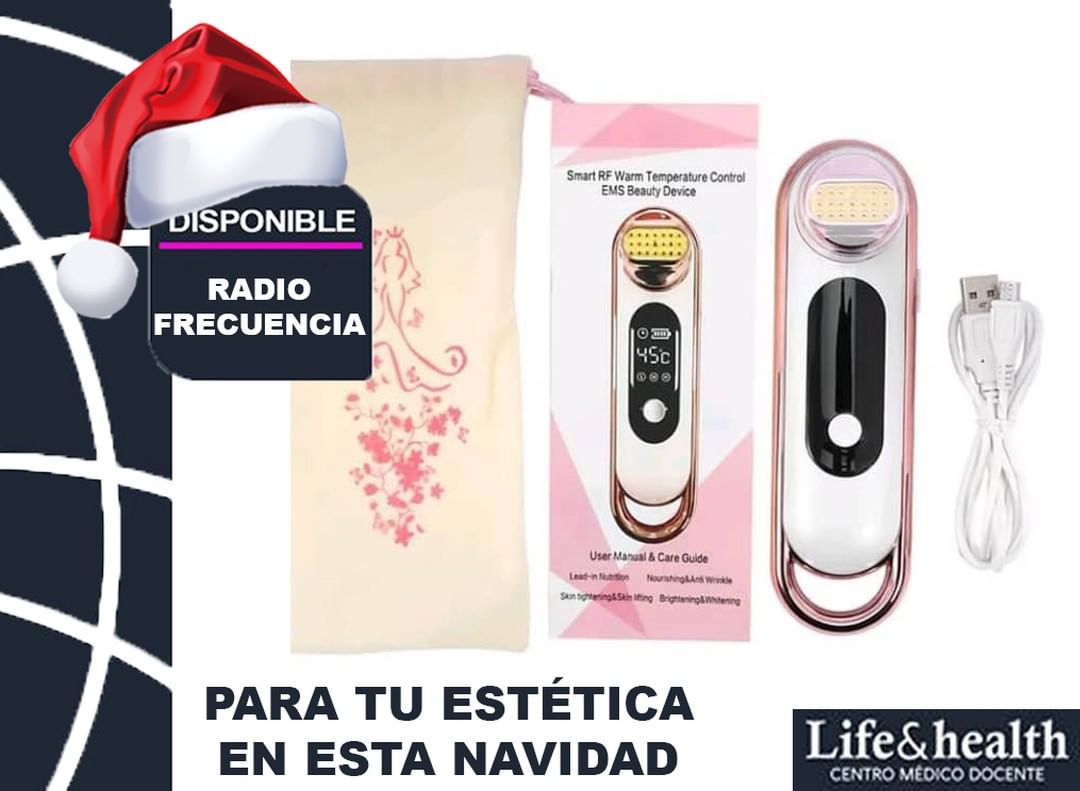 DISPONIBLE
RADIO
FRECUENCIA
Smart RF Warm Temperature Control
EMS Beauty Device
45°c
User Manual & Care Guide
Lead-in Nutrition Nourishing&Anti Wrinkle
Skin tightening&Skin lifting Brightening&Whitening
PARA TU ESTÉTICA
EN ESTA NAVIDAD
Life&health
CENTRO MÉDICO DOCENTE